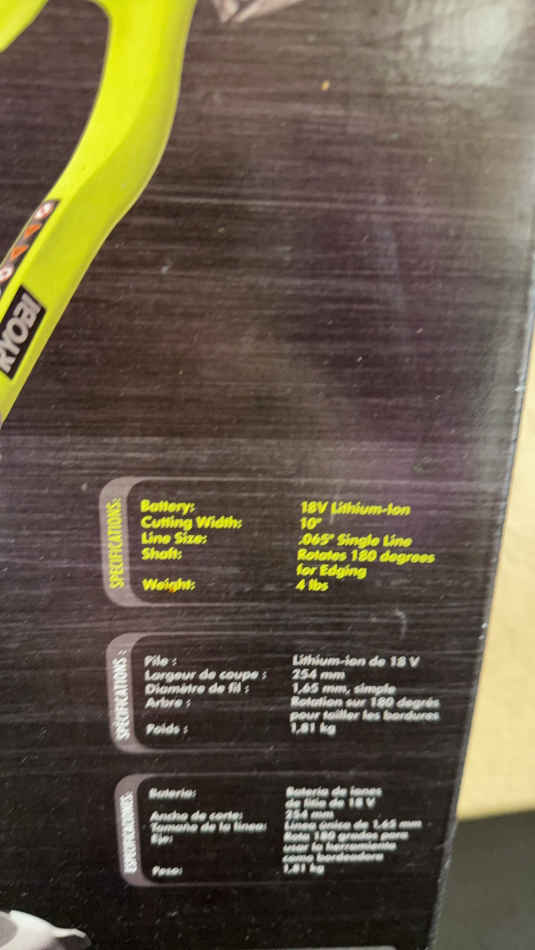 RYOBI
SPECIFICATIONS:
Battery: 18V Lithium-Ion
Cutting Width: 10"
Line Size: .065" Single Line
Shaft: Rotates 180 degrees
for Edging
Weight: 4 lbs
SPÉCIFICATIONS :
Pile : Lithium-ion de 18 V
Largeur de coupe : 254 mm
Diamètre de fil : 1,65 mm, simple
Arbre : Rotation sur 180 degrés
pour tailler les bordures
Poids : 1,81 kg
ESPECIFICACIONES:
Batería: Batería de iones
de litio de 18 V
Ancho de corte: 254 mm
Tamaño de la línea: Línea única de 1,65 mm
Eje: Rota 180 grados para
usar la herramienta
como bordeadora
Peso: 1,81 kg